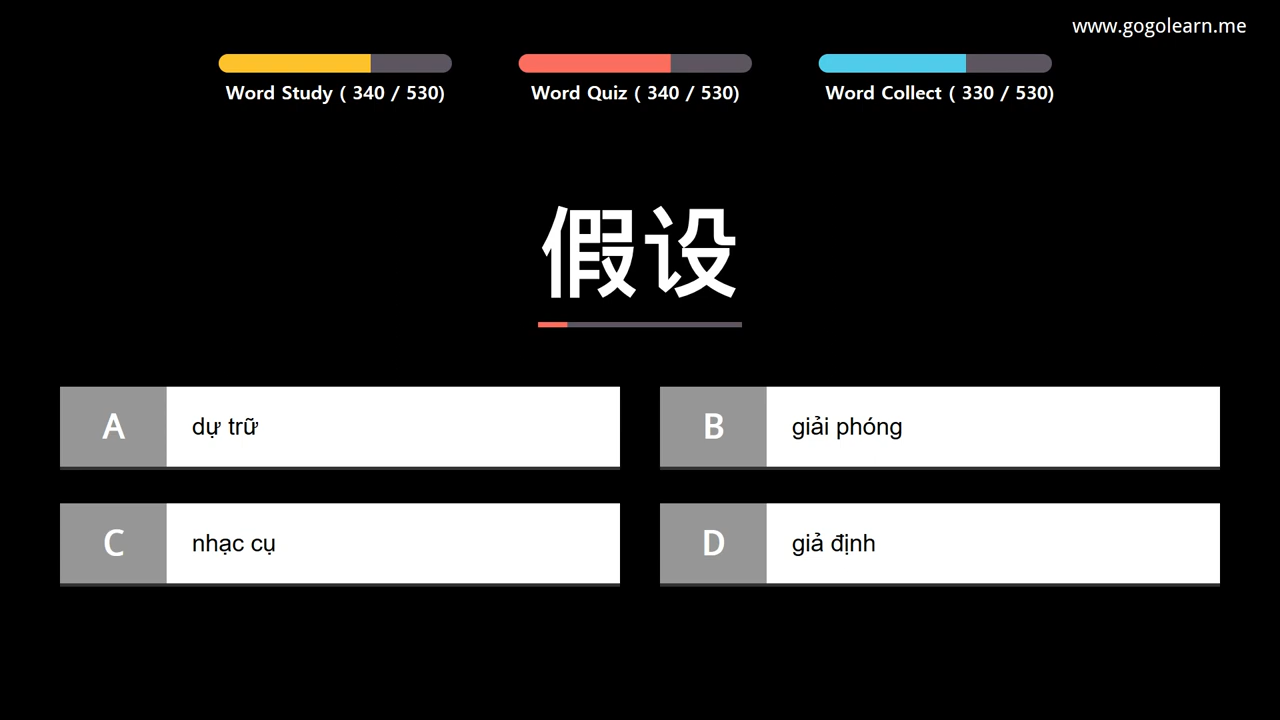 www.gogolearn.me
Word Study ( 340 / 530)
Word Quiz ( 340 / 530)
Word Collect ( 330 / 530)
假设
A dự trữ
B giải phóng
C nhạc cụ
D giả định